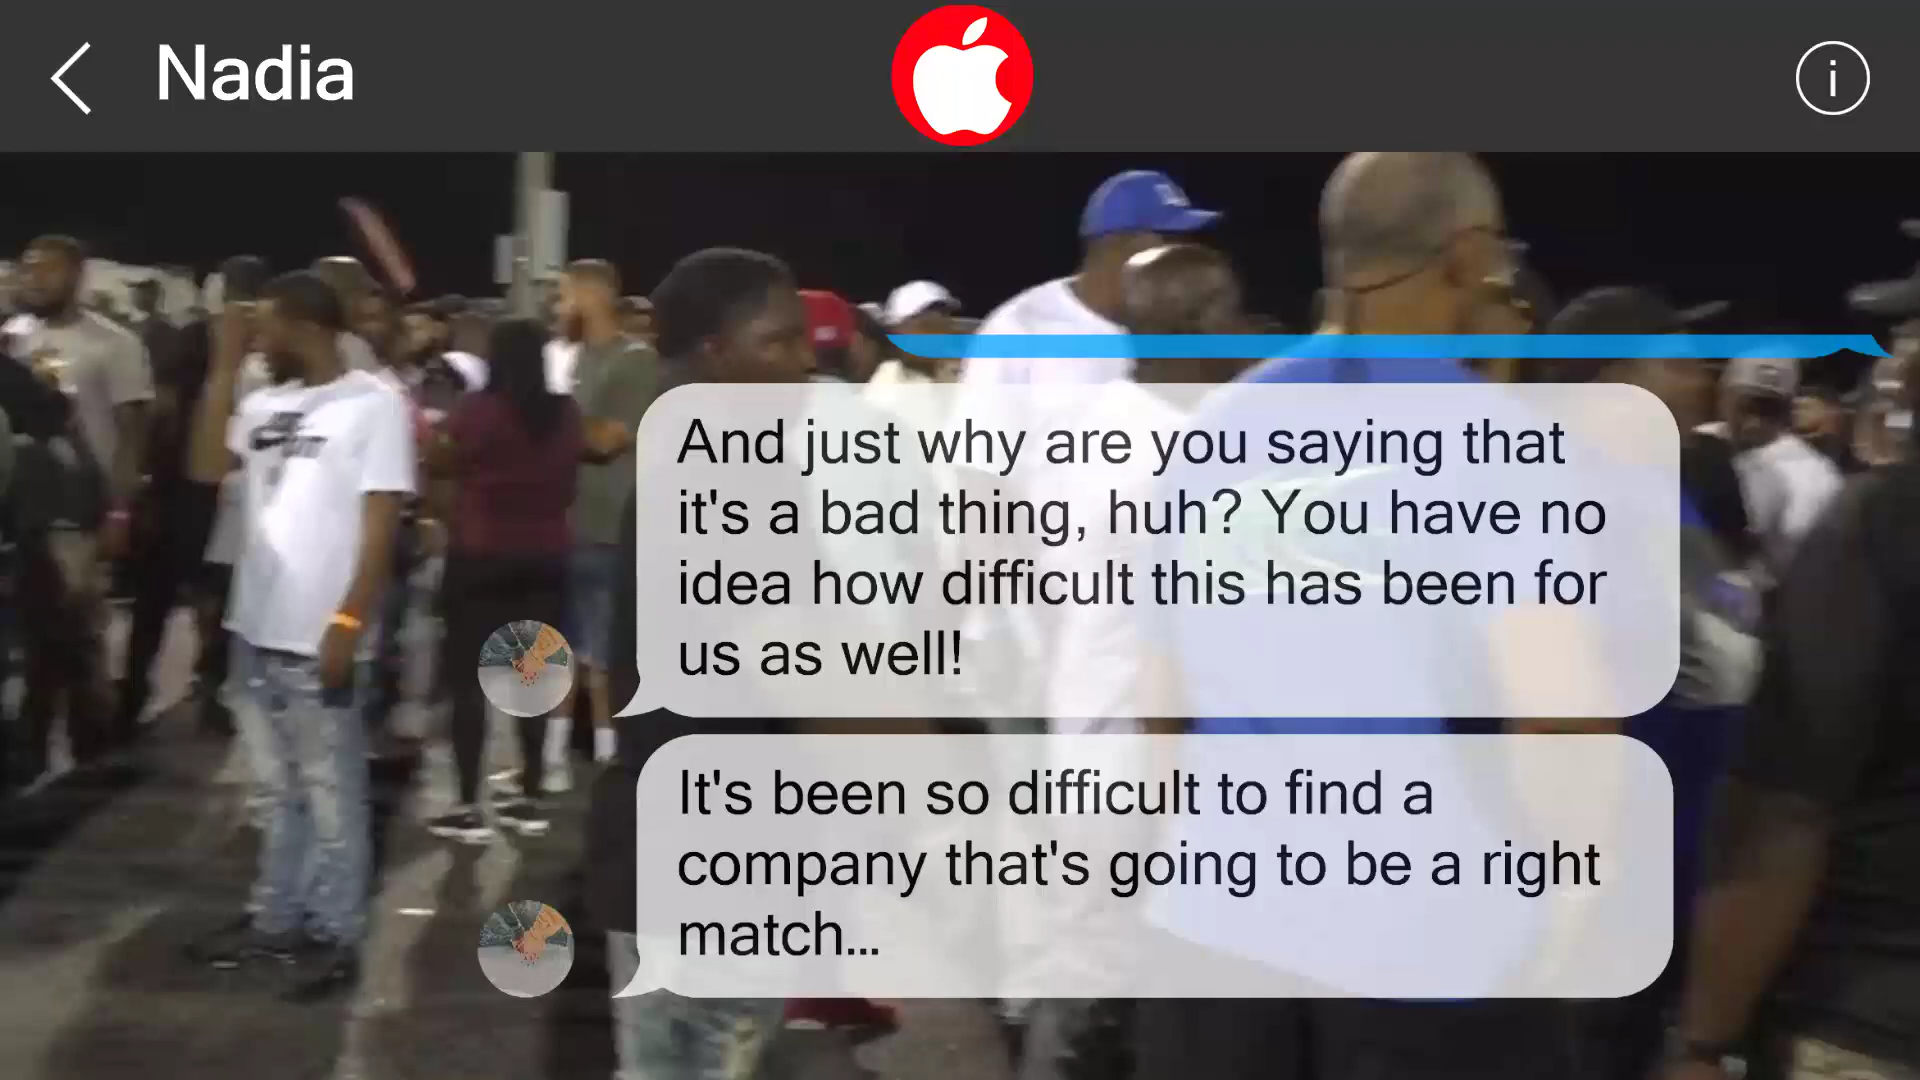 Nadia
i
And just why are you saying that
it's a bad thing, huh? You have no
idea how difficult this has been for
us as well!
It's been so difficult to find a
company that's going to be a right
match...